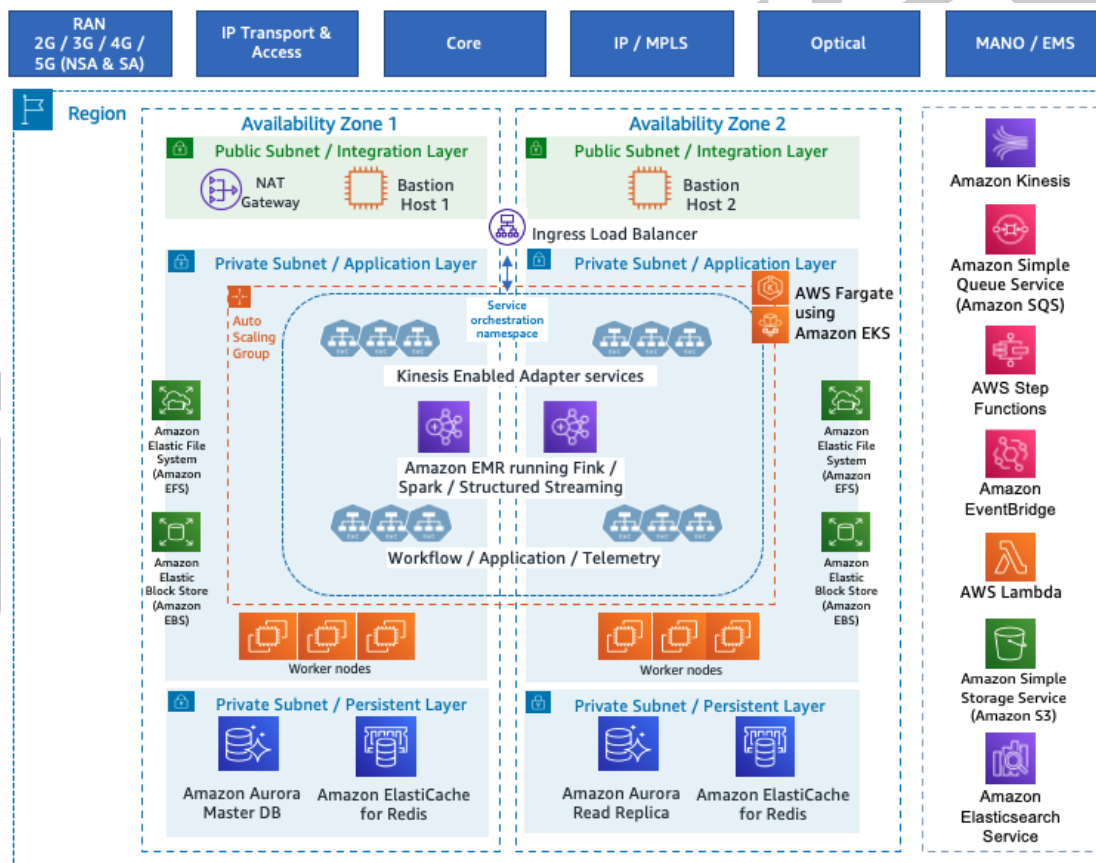 RAN
2G / 3G / 4G /
5G (NSA & SA)
IP Transport &
Access
Core
IP / MPLS
Optical
MANO / EMS
Region
Availability Zone 1
Public Subnet / Integration Layer
NAT
Gateway
Bastion
Host 1
Availability Zone 2
Public Subnet / Integration Layer
Bastion
Host 2
Ingress Load Balancer
Private Subnet / Application Layer
Private Subnet / Application Layer
Auto
Scaling
Group
Service
orchestration
namespace
AWS Fargate
using
Amazon EKS
Kinesis Enabled Adapter services
Amazon EMR running Fink /
Spark / Structured Streaming
Workflow / Application / Telemetry
Amazon
Elastic File
System
(Amazon
EFS)
Amazon
Elastic
Block Store
(Amazon
EBS)
Amazon
Elastic File
System
(Amazon
EFS)
Amazon
Elastic
Block Store
(Amazon
EBS)
Worker nodes
Worker nodes
Private Subnet / Persistent Layer
Amazon Aurora
Master DB
Amazon ElastiCache
for Redis
Private Subnet / Persistent Layer
Amazon Aurora
Read Replica
Amazon ElastiCache
for Redis
Amazon Kinesis
Amazon Simple
Queue Service
(Amazon SQS)
AWS Step
Functions
Amazon
EventBridge
AWS Lambda
Amazon Simple
Storage Service
(Amazon S3)
Amazon
Elasticsearch
Service